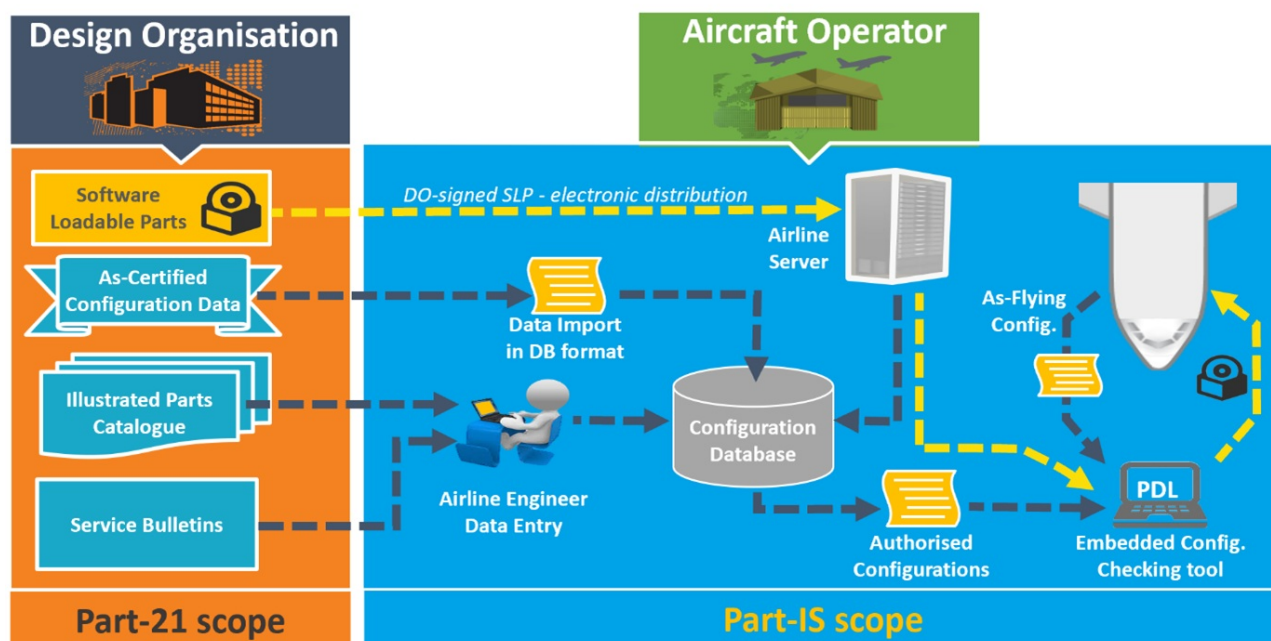 Design Organisation
Aircraft Operator
Software
Loadable Parts
DO-signed SLP - electronic distribution
Airline
Server
As-Certified
Configuration Data
Data Import
in DB format
As-Flying
Config.
Illustrated Parts
Catalogue
Configuration
Database
Airline Engineer
Data Entry
Service Bulletins
Authorised
Configurations
PDL
Embedded Config.
Checking tool
Part-21 scope
Part-IS scope